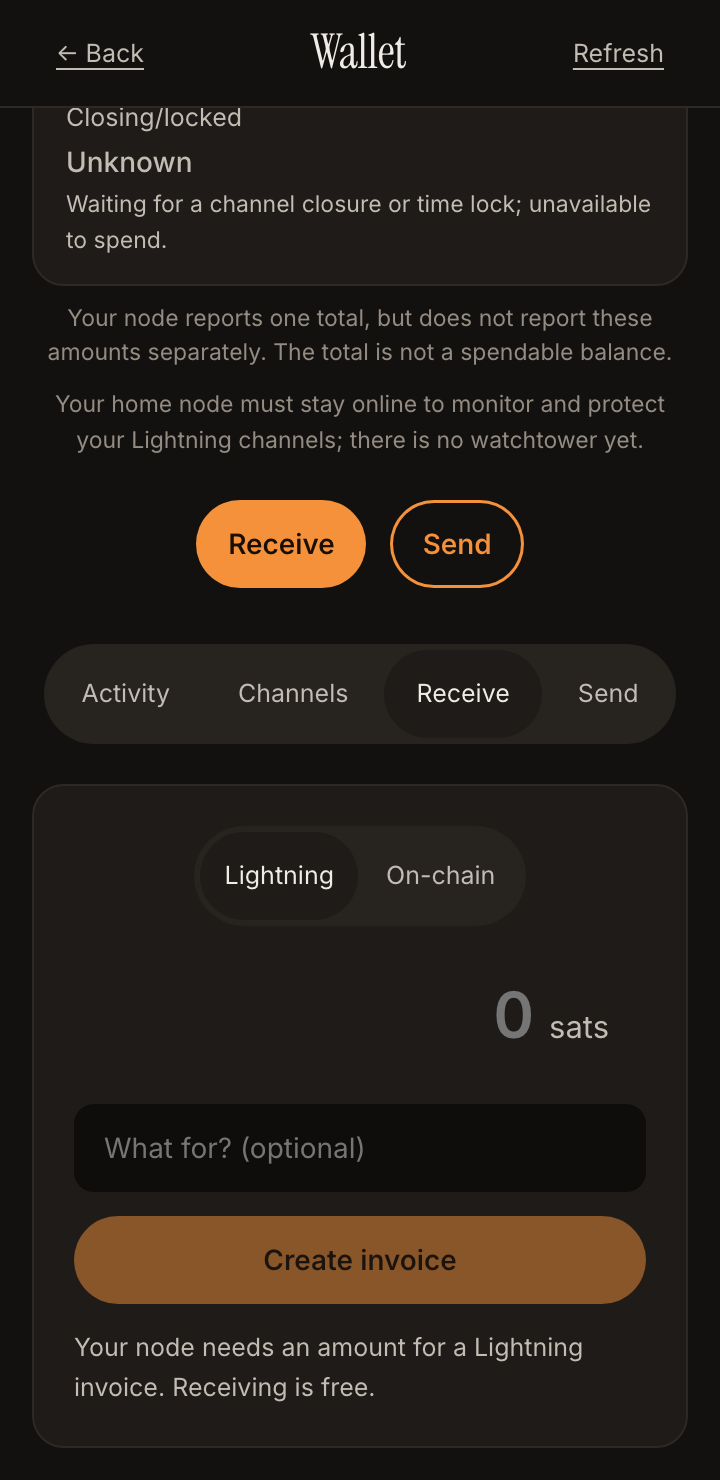 ← Back
Wallet
Refresh
Closing/locked
Unknown
Waiting for a channel closure or time lock; unavailable
to spend.
Your node reports one total, but does not report these
amounts separately. The total is not a spendable balance.
Your home node must stay online to monitor and protect
your Lightning channels; there is no watchtower yet.
Receive
Send
Activity
Channels
Receive
Send
Lightning
On-chain
0 sats
What for? (optional)
Create invoice
Your node needs an amount for a Lightning
invoice. Receiving is free.